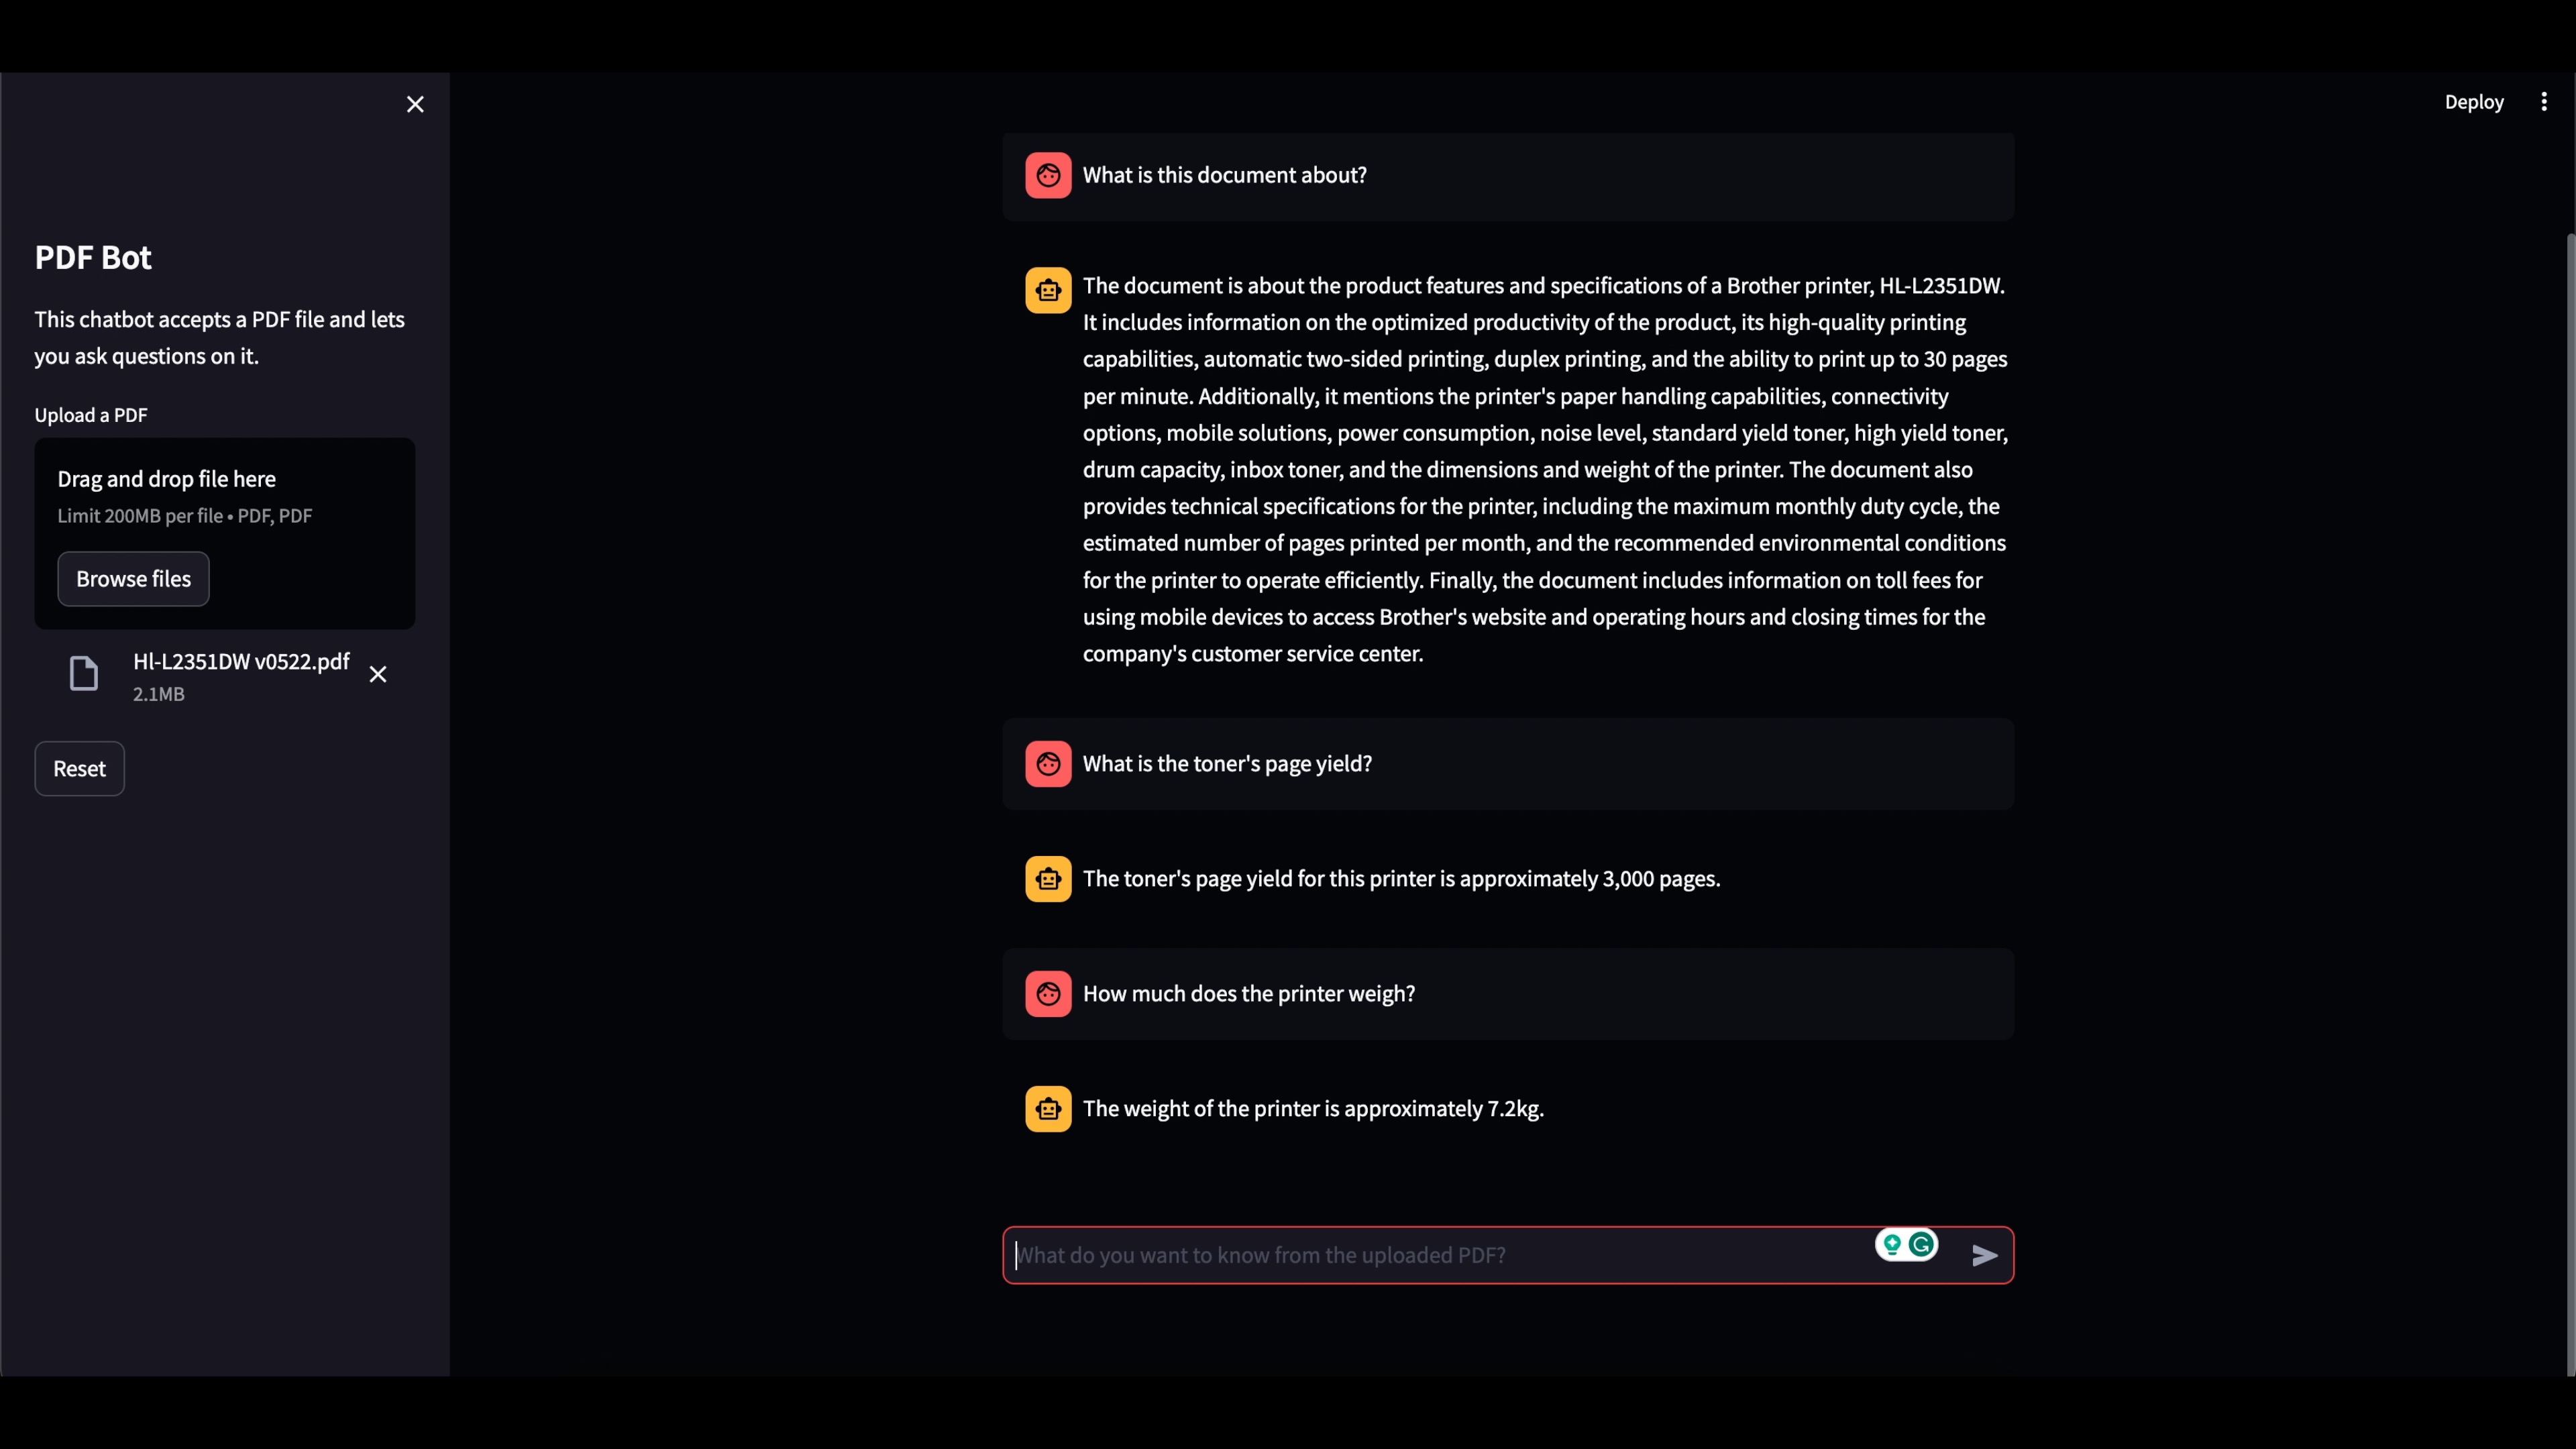 Deploy
PDF Bot
This chatbot accepts a PDF file and lets
you ask questions on it.
Upload a PDF
Drag and drop file here
Limit 200MB per file • PDF, PDF
Browse files
Hl-L2351DW v0522.pdf
2.1MB
Reset
What is this document about?
The document is about the product features and specifications of a Brother printer, HL-L2351DW.
It includes information on the optimized productivity of the product, its high-quality printing
capabilities, automatic two-sided printing, duplex printing, and the ability to print up to 30 pages
per minute. Additionally, it mentions the printer's paper handling capabilities, connectivity
options, mobile solutions, power consumption, noise level, standard yield toner, high yield toner,
drum capacity, inbox toner, and the dimensions and weight of the printer. The document also
provides technical specifications for the printer, including the maximum monthly duty cycle, the
estimated number of pages printed per month, and the recommended environmental conditions
for the printer to operate efficiently. Finally, the document includes information on toll fees for
using mobile devices to access Brother's website and operating hours and closing times for the
company's customer service center.
What is the toner's page yield?
The toner's page yield for this printer is approximately 3,000 pages.
How much does the printer weigh?
The weight of the printer is approximately 7.2kg.
What do you want to know from the uploaded PDF?